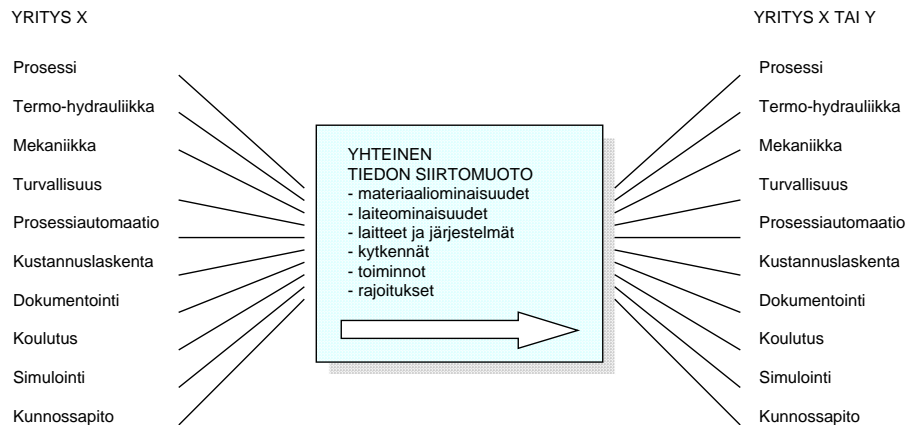 YRITYS X
Prosessi
Termo-hydrauliikka
Mekaniikka
Turvallisuus
Prosessiautomaatio
Kustannuslaskenta
Dokumentointi
Koulutus
Simulointi
Kunnossapito
YHTEINEN
TIEDON SIIRTOMUOTO
- materiaaliominaisuudet
- laiteominaisuudet
- laitteet ja järjestelmät
- kytkennät
- toiminnot
- rajoitukset
YRITYS X TAI Y
Prosessi
Termo-hydrauliikka
Mekaniikka
Turvallisuus
Prosessiautomaatio
Kustannuslaskenta
Dokumentointi
Koulutus
Simulointi
Kunnossapito